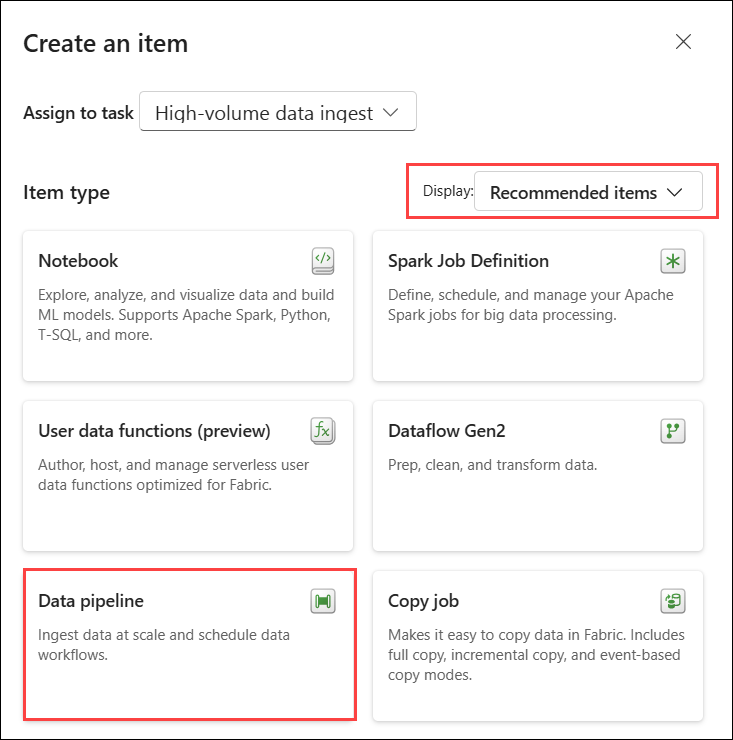 Create an item
Assign to task High-volume data ingest
Item type
Display: Recommended items
Notebook
Explore, analyze, and visualize data and build
ML models. Supports Apache Spark, Python,
T-SQL, and more.
Spark Job Definition
Define, schedule, and manage your Apache
Spark jobs for big data processing.
User data functions (preview)
fx
Author, host, and manage serverless user
data functions optimized for Fabric.
Dataflow Gen2
Prep, clean, and transform data.
Data pipeline
Ingest data at scale and schedule data
workflows.
Copy job
Makes it easy to copy data in Fabric. Includes
full copy, incremental copy, and event-based
copy modes.